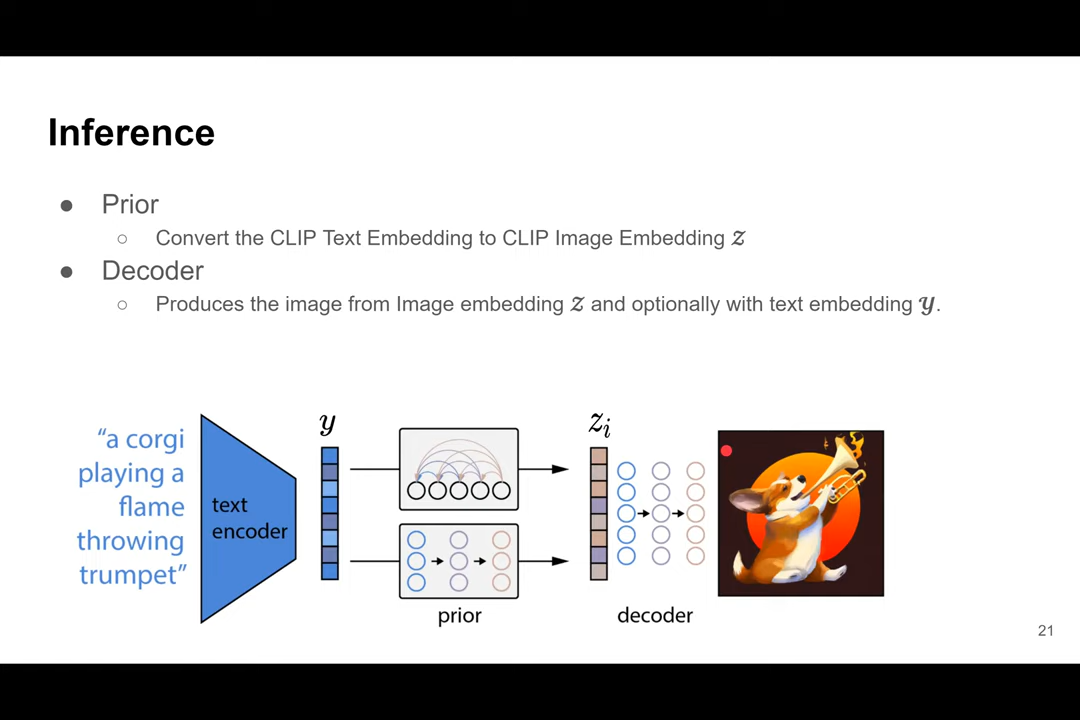 Inference
● Prior
○ Convert the CLIP Text Embedding to CLIP Image Embedding z
● Decoder
○ Produces the image from Image embedding z and optionally with text embedding y.
“a corgi
playing a
flame
throwing
trumpet”
text
encoder
y
prior
zᵢ
decoder
21